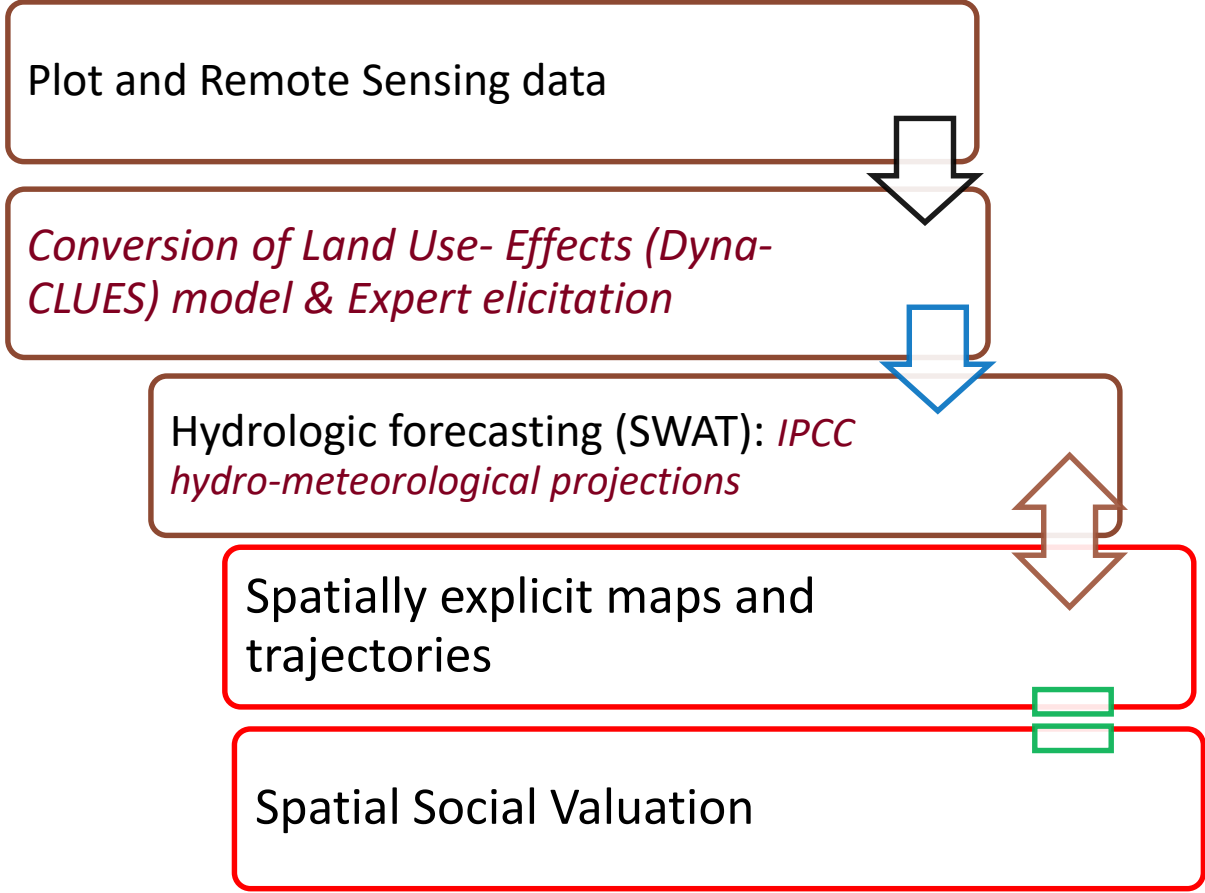 Plot and Remote Sensing data
Conversion of Land Use- Effects (Dyna-
CLUES) model & Expert elicitation
Hydrologic forecasting (SWAT): IPCC
hydro-meteorological projections
Spatially explicit maps and
trajectories
Spatial Social Valuation